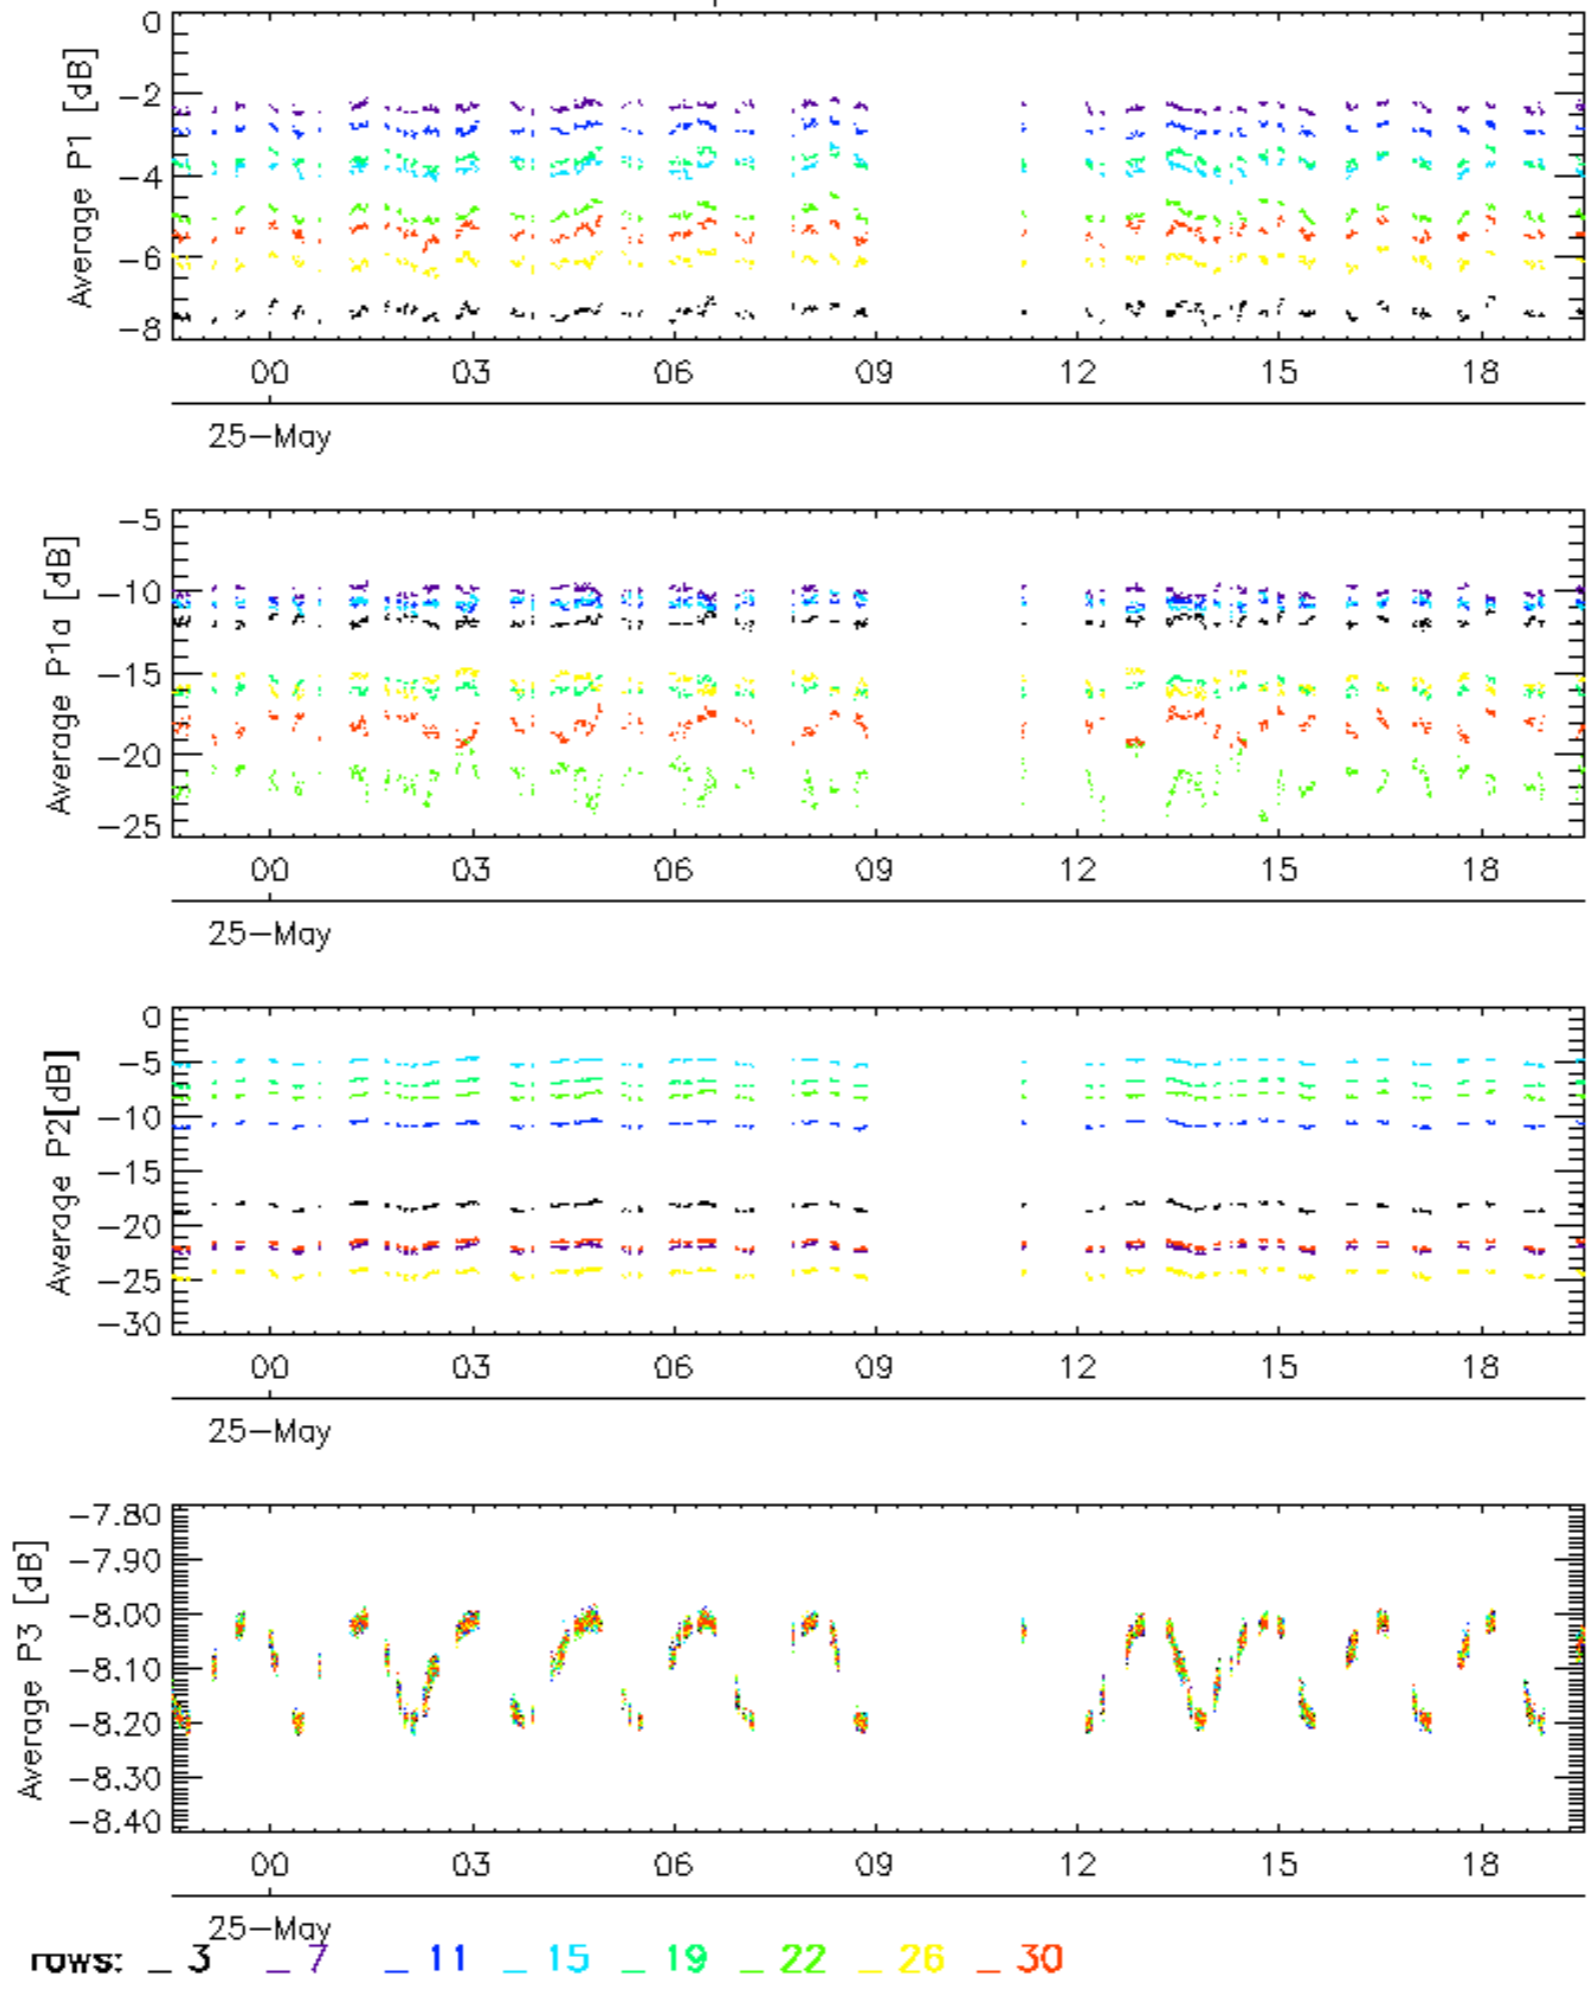 Average P1 [dB]
0
−2
−4
−6
−8
00 03 06 09 12 15 18
25−May
Average P1a [dB]
−5
−10
−15
−20
−25
00 03 06 09 12 15 18
25−May
Average P2[dB]
0
−5
−10
−15
−20
−25
−30
00 03 06 09 12 15 18
25−May
Average P3 [dB]
−7.80
−7.90
−8.00
−8.10
−8.20
−8.30
−8.40
00 03 06 09 12 15 18
25−May
rows: _ 3 _ 7 _ 11 _ 15 _ 19 _ 22 _ 26 _ 30